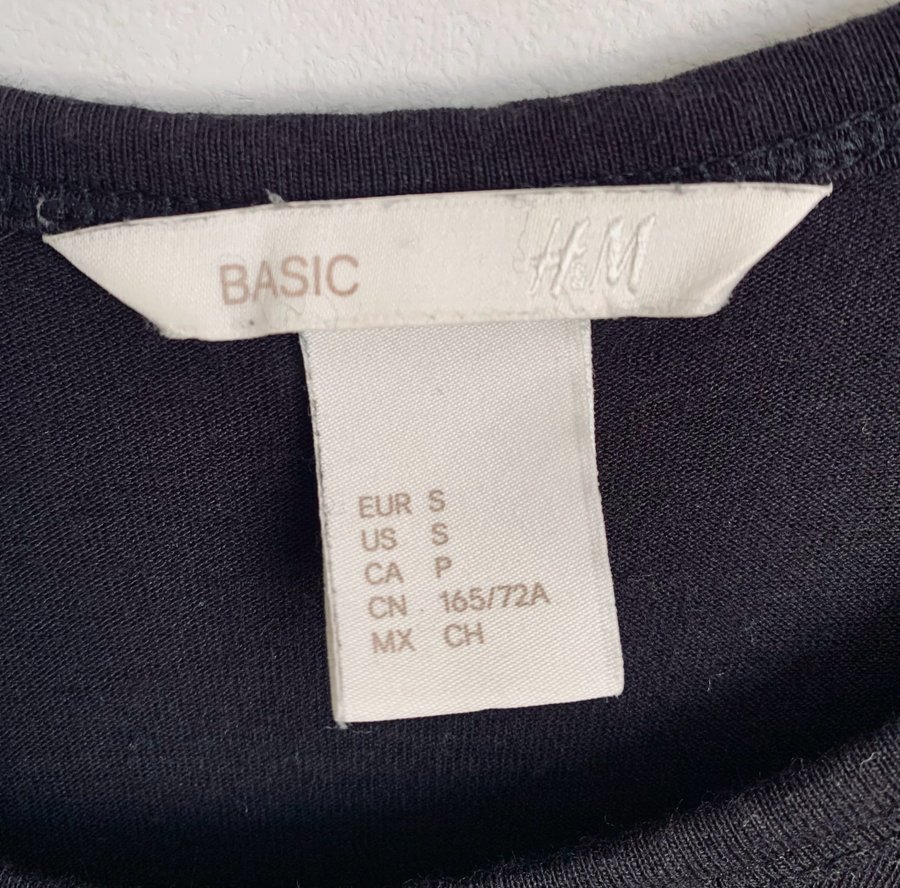 BASIC H&M
EUR S
US S
CA P
CN 165/72A
MX CH